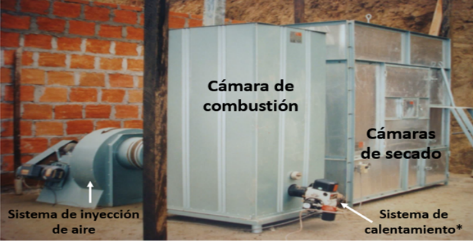 Cámara de
combustión
Cámaras
de secado
Sistema de inyección
de aire
Sistema de
calentamiento*